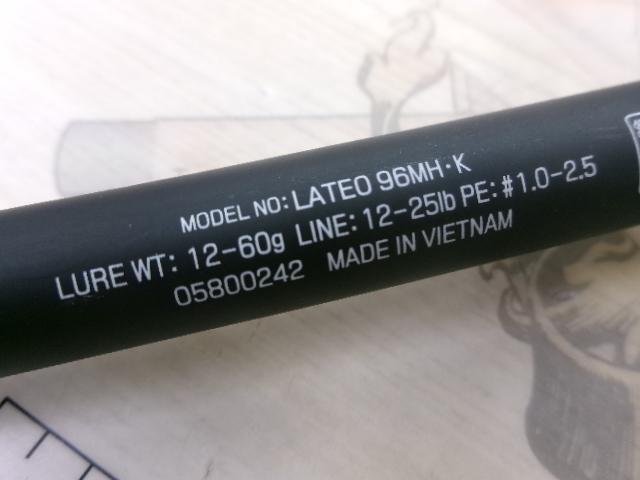 MODEL NO: LATEO 96MH·K
LURE WT: 12-60g LINE: 12-25lb PE: #1.0-2.5
05800242 MADE IN VIETNAM